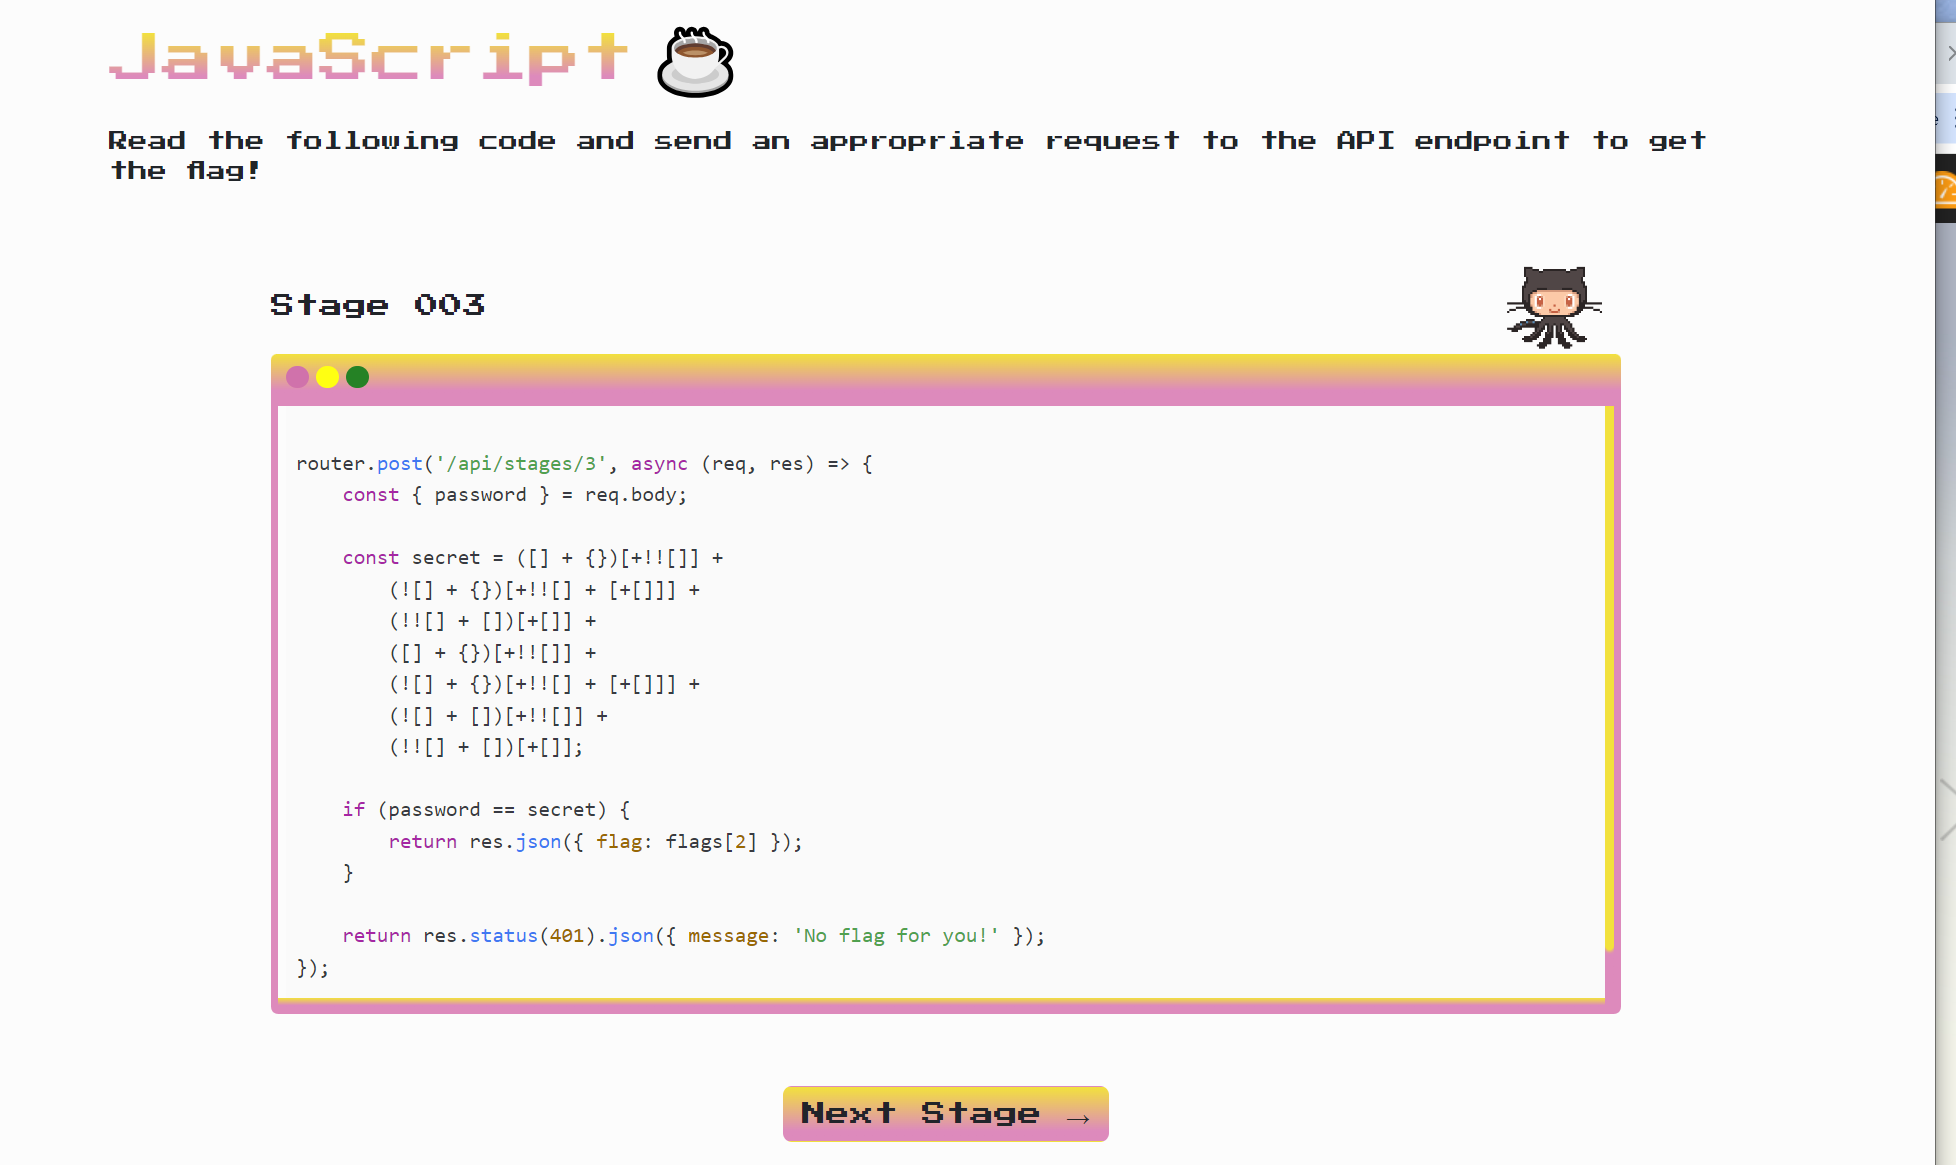 JavaScript
Read the following code and send an appropriate request to the API endpoint to get
the flag!
Stage 003
router.post('/api/stages/3', async (req, res) => {
    const { password } = req.body;
    const secret = ([] + {})[+!![]] +
        (![] + {})[+!![] + [+[]]] +
        (!![] + [])[+[]] +
        ([] + {})[+!![]] +
        (![] + {})[+!![] + [+[]]] +
        (![] + [])[+!![]] +
        (!![] + [])[+[]];
    if (password == secret) {
        return res.json({ flag: flags[2] });
    }
    return res.status(401).json({ message: 'No flag for you!' });
});
Next Stage →